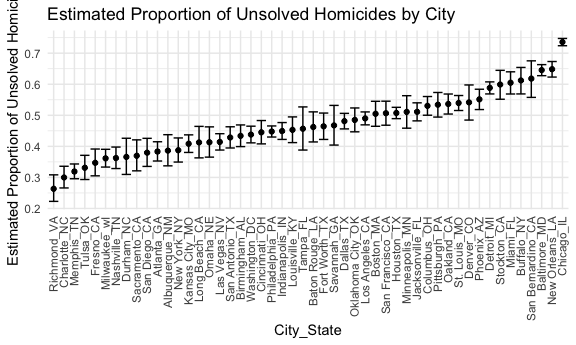 Estimated Proportion of Unsolved Homicides by City
Estimated Proportion of Unsolved Homici
0.7
0.6
0.5
0.4
0.3
0.2
Richmond_VA
Charlotte_NC
Memphis_TN
Tulsa_OK
Fresno_CA
Milwaukee_wI
Nashville_TN
Durham_NC
Sacramento_CA
San Diego_CA
Atlanta_GA
Albuquerque_NM
New York_NY
Kansas City_MO
Long Beach_CA
Omaha_NE
Las Vegas_NV
San Antonio_TX
Birmingham_AL
Washington_DC
Cincinnati_OH
Philadelphia_PA
Indianapolis_IN
Louisville_KY
Tampa_FL
Baton Rouge_LA
Fort Worth_TX
Savannah_GA
Dallas_TX
Oklahoma City_OK
Los Angeles_CA
Boston_MA
San Francisco_CA
Houston_TX
Minneapolis_MN
Jacksonville_FL
Columbus_OH
Pittsburgh_PA
Oakland_CA
St. Louis_MO
Denver_CO
Phoenix_AZ
Detroit_MI
Stockton_CA
Miami_FL
Buffalo_NY
San Bernardino_CA
Baltimore_MD
New Orleans_LA
Chicago_IL
City_State